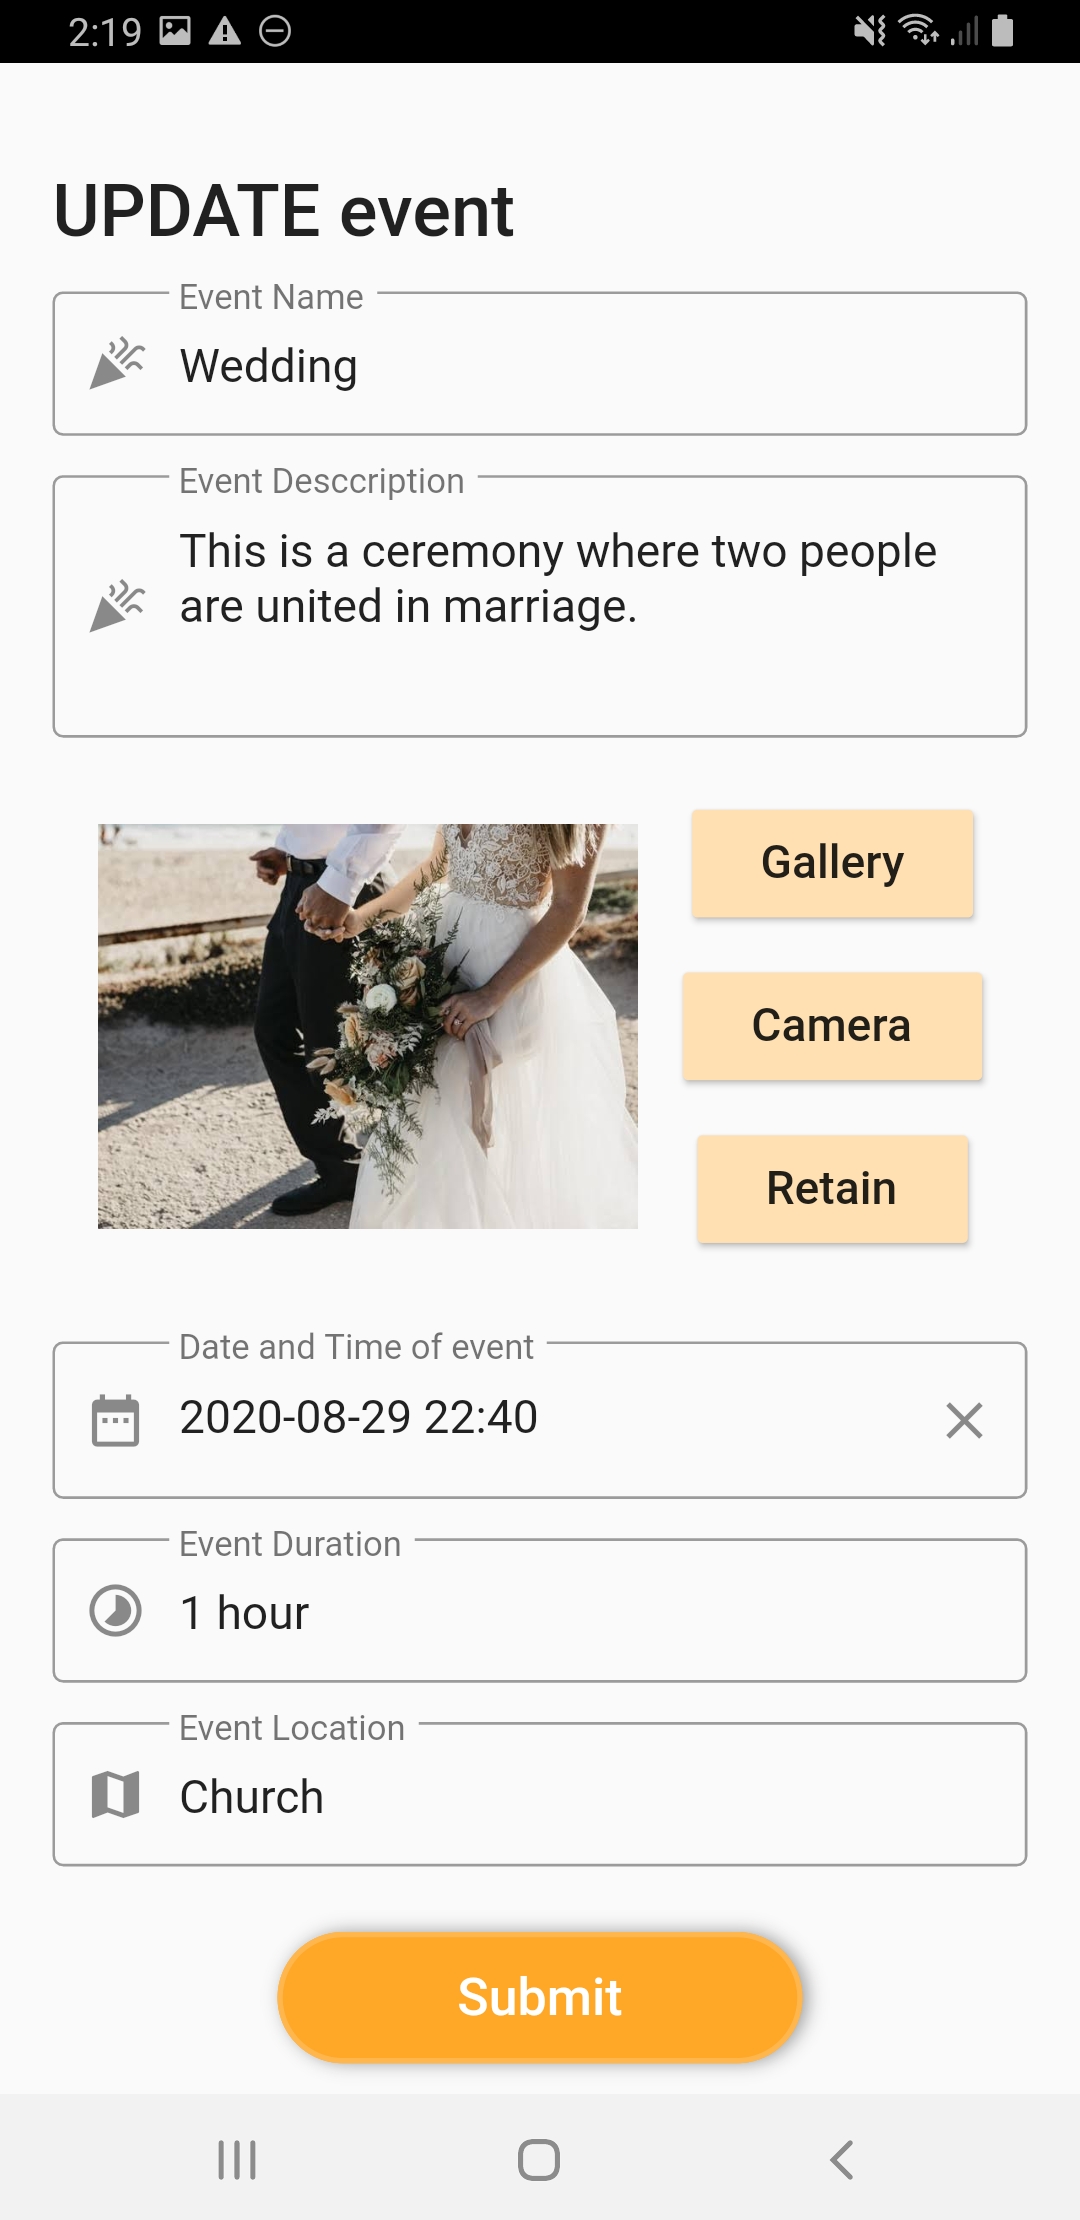 2:19
UPDATE event
Event Name
Wedding
Event Desccription
This is a ceremony where two people
are united in marriage.
Gallery
Camera
Retain
Date and Time of event
2020-08-29 22:40
Event Duration
1 hour
Event Location
Church
Submit